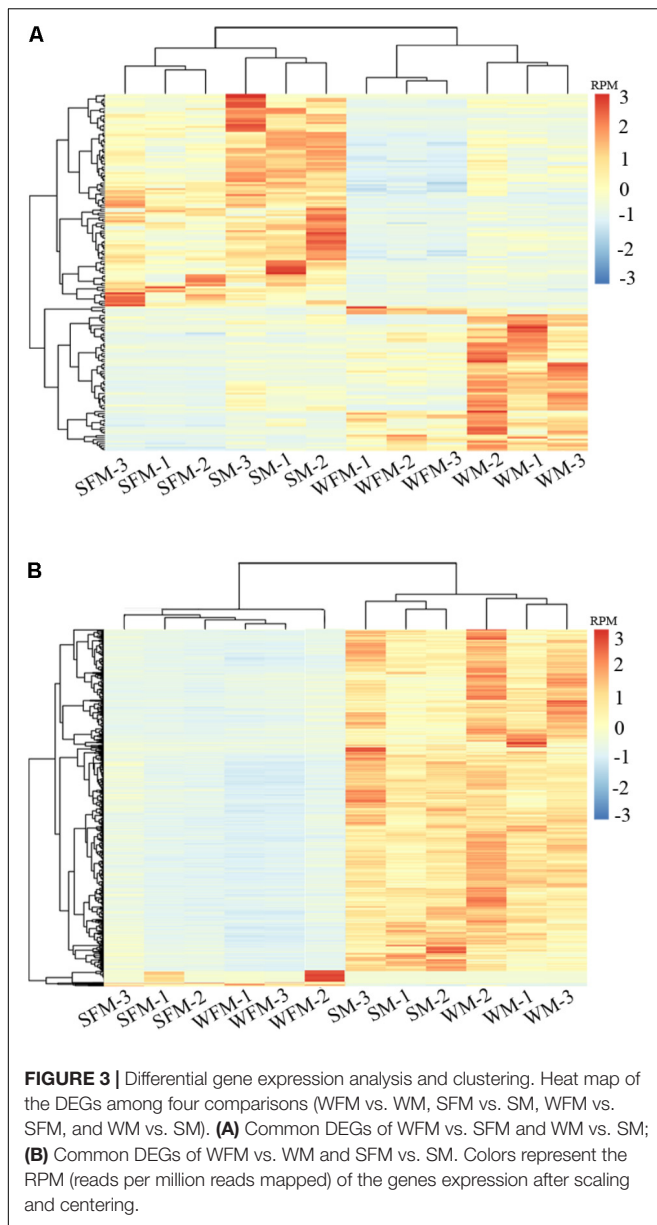 A
RPM
3
2
1
0
-1
-2
-3
SFM-3 SFM-1 SFM-2 SM-3 SM-1 SM-2 WFM-1 WFM-2 WFM-3 WM-2 WM-1 WM-3
B
RPM
3
2
1
0
-1
-2
-3
SFM-3 SFM-1 SFM-2 WFM-1 WFM-3 WFM-2 SM-3 SM-1 SM-2 WM-2 WM-1 WM-3
FIGURE 3 | Differential gene expression analysis and clustering. Heat map of
the DEGs among four comparisons (WFM vs. WM, SFM vs. SM, WFM vs.
SFM, and WM vs. SM). (A) Common DEGs of WFM vs. SFM and WM vs. SM;
(B) Common DEGs of WFM vs. WM and SFM vs. SM. Colors represent the
RPM (reads per million reads mapped) of the genes expression after scaling
and centering.